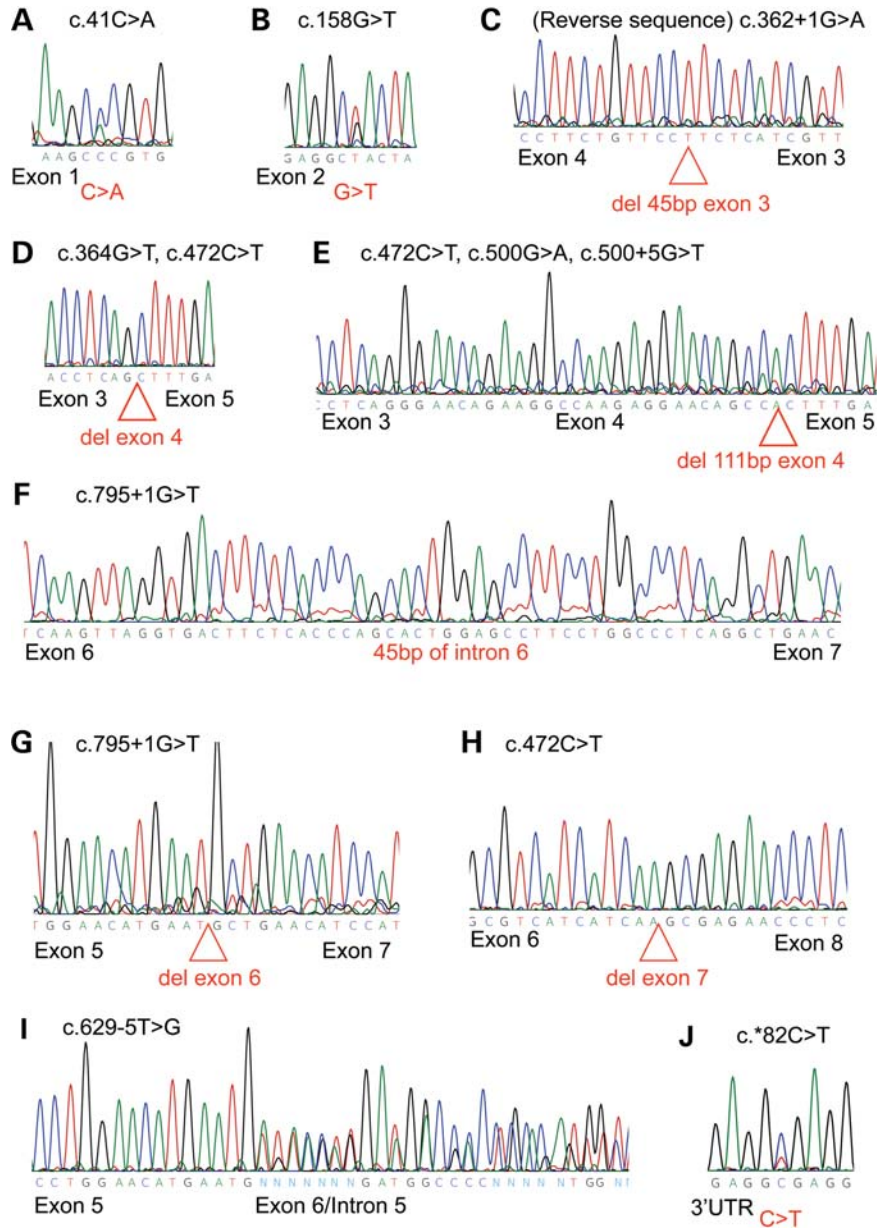 A c.41C>A
AAGCCCGTG
Exon 1 C>A
B c.158G>T
GAGGCTACTA
Exon 2 G>T
C (Reverse sequence) c.362+1G>A
CCTTCTGTTCCTTCTCATCGTT
Exon 4 Exon 3
del 45bp exon 3
D c.364G>T, c.472C>T
ACCTCAGCTTTGA
Exon 3 Exon 5
del exon 4
E c.472C>T, c.500G>A, c.500+5G>T
CCTCAGGGAACAGAAGGCCAAGAGGAACAGCCACTTTGA
Exon 3 Exon 4 Exon 5
del 111bp exon 4
F c.795+1G>T
TCAAGTTAGGTGACTTCTCACCCAGCACTGGAGCCTTCCTGGCCCTCAGGCTGAAC
Exon 6 45bp of intron 6 Exon 7
G c.795+1G>T
TGGAACATGAATGCTGAACATCCAT
Exon 5 Exon 7
del exon 6
H c.472C>T
GCGTCATCATCAAGCGAGAACCCTC
Exon 6 Exon 8
del exon 7
I c.629-5T>G
CCTGGAACATGAATGNNNNNNNGATGGCCCCNNNNNTGGN
Exon 5 Exon 6/Intron 5
J c.*82C>T
GAGGCGAGG
3'UTR C>T